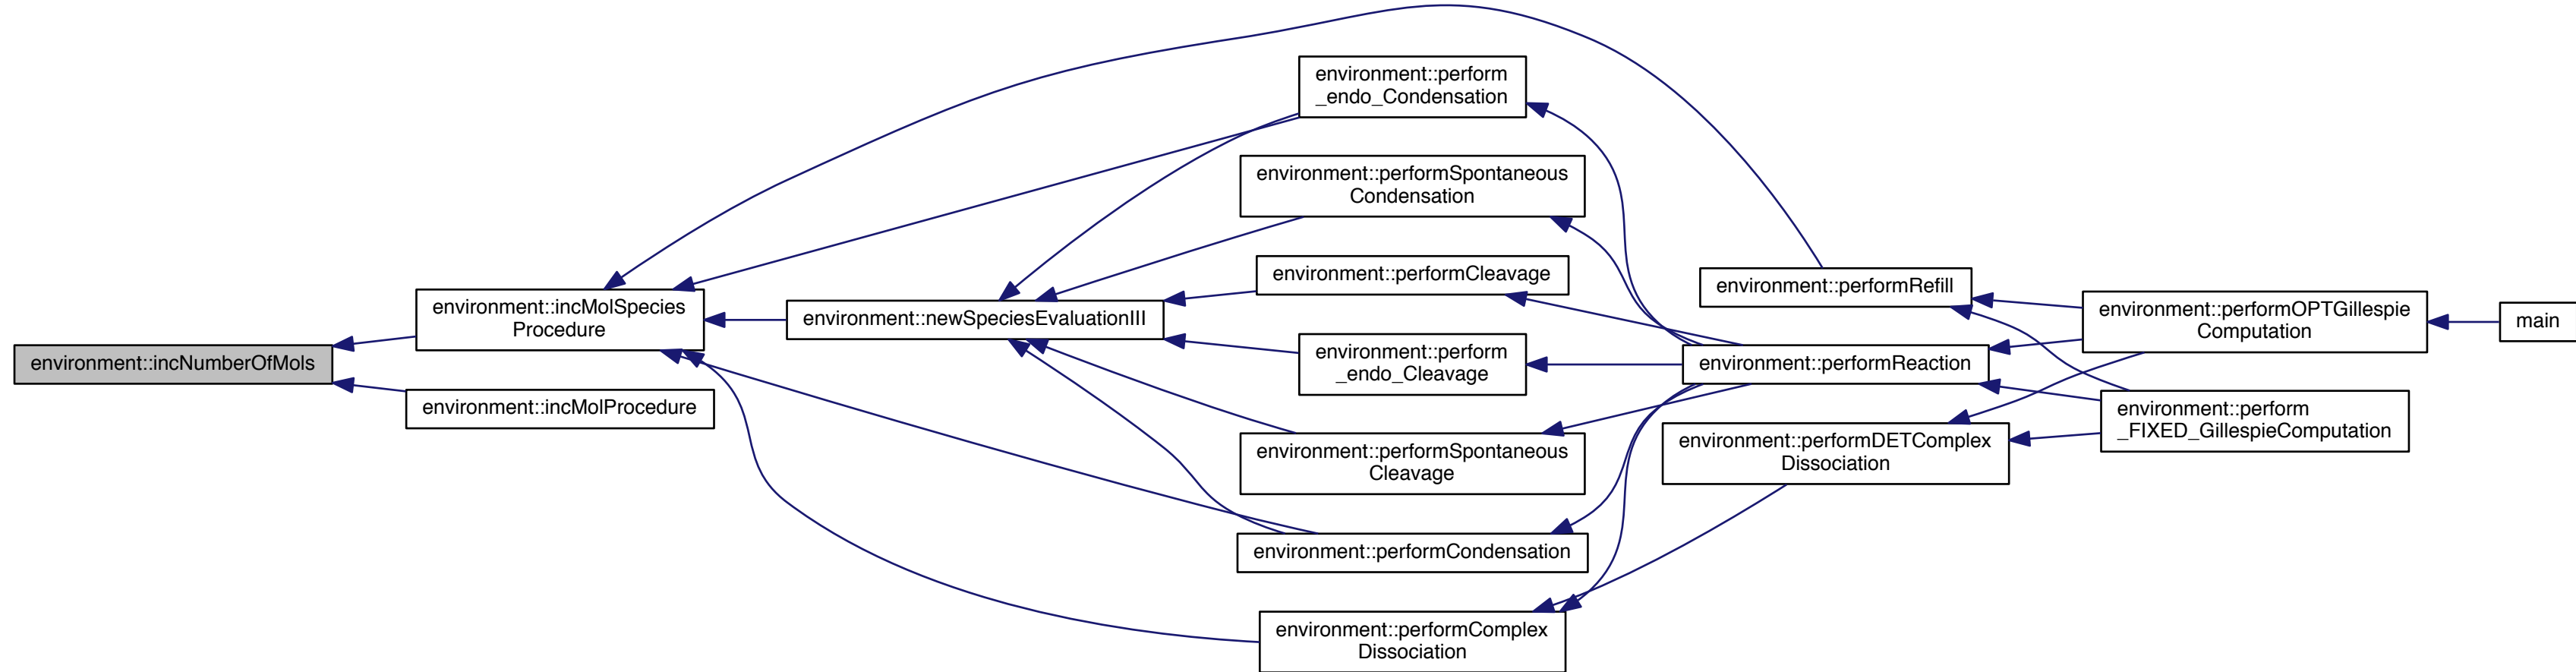 environment::incNumberOfMols
environment::incMolSpecies
Procedure
environment::incMolProcedure
environment::newSpeciesEvaluationIII
environment::perform
_endo_Condensation
environment::performSpontaneous
Condensation
environment::performCleavage
environment::perform
_endo_Cleavage
environment::performSpontaneous
Cleavage
environment::performCondensation
environment::performComplex
Dissociation
environment::performRefill
environment::performReaction
environment::performDETComplex
Dissociation
environment::performOPTGillespie
Computation
environment::perform
_FIXED_GillespieComputation
main